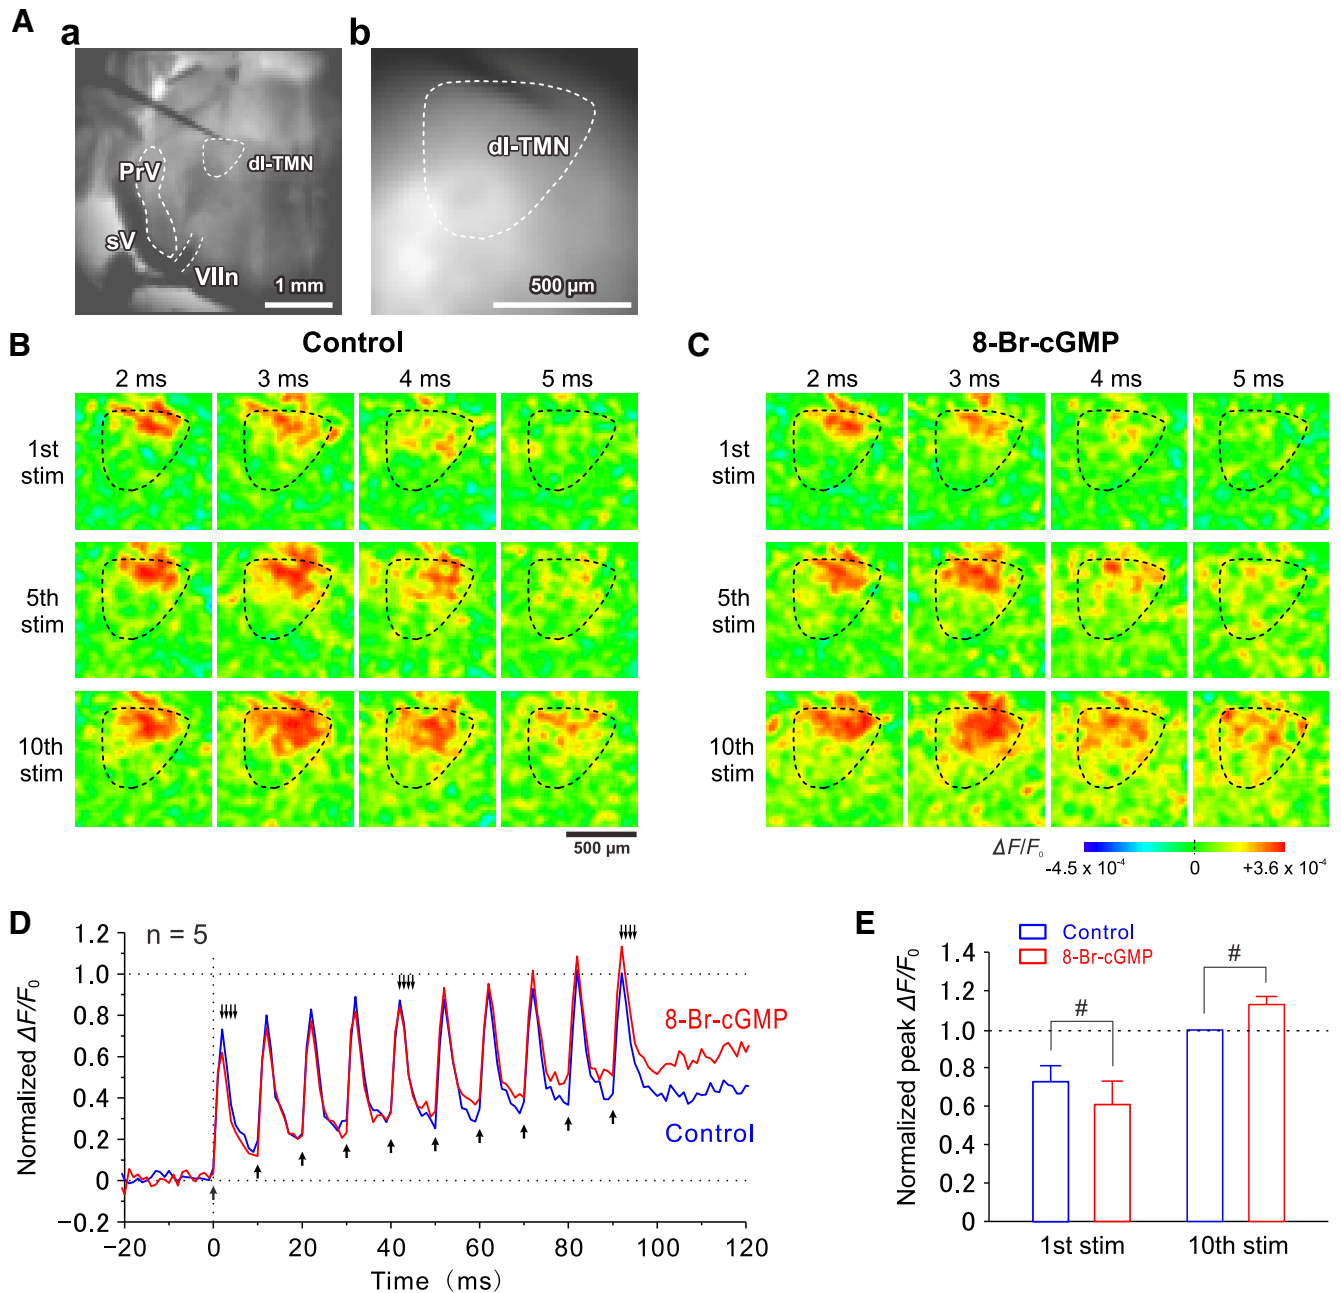 A
a
b
PrV
dl-TMN
sV
VIIn
1 mm
dl-TMN
500 μm
B
Control
2 ms 3 ms 4 ms 5 ms
1st
stim
5th
stim
10th
stim
500 μm
C
8-Br-cGMP
2 ms 3 ms 4 ms 5 ms
1st
stim
5th
stim
10th
stim
ΔF/F₀
-4.5 x 10⁻⁴ 0 +3.6 x 10⁻⁴
D
n = 5
Normalized ΔF/F₀
1.2
1.0
0.8
0.6
0.4
0.2
0
−0.2
8-Br-cGMP
Control
−20 0 20 40 60 80 100 120
Time (ms)
E
Control
8-Br-cGMP
Normalized peak ΔF/F₀
1.4
1.2
1.0
0.8
0.6
0.4
0.2
0
#
#
1st stim 10th stim